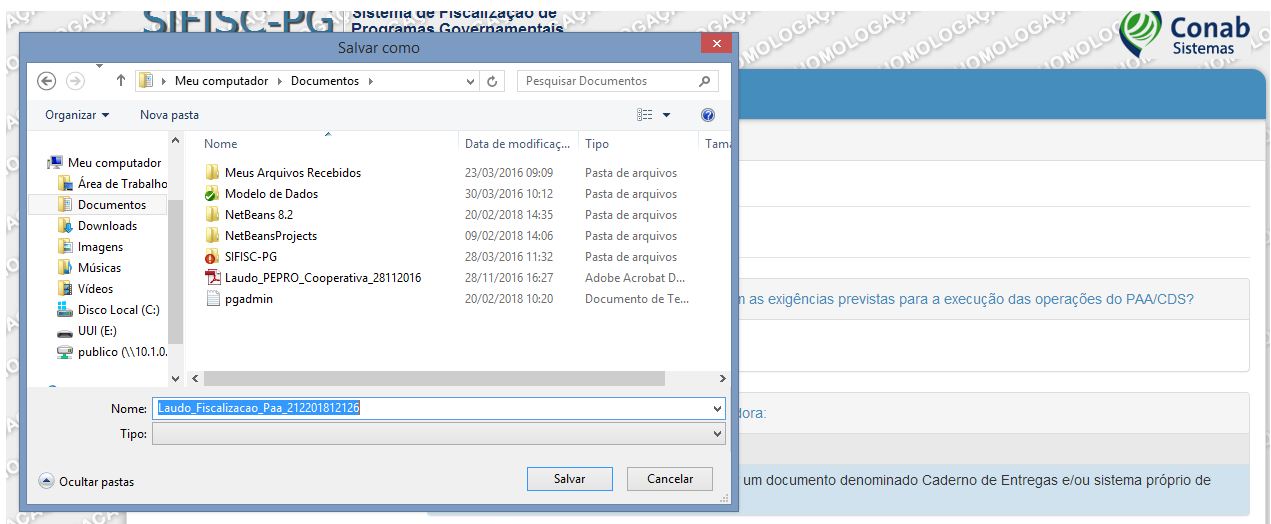 SIFISC-PG
Sistema de Fiscalização de
Programas Governamentais
Conab
Sistemas
HOMOLOGAÇÃO
Salvar como
Meu computador
Documentos
Pesquisar Documentos
Organizar
Nova pasta
Nome
Data de modificaç...
Tipo
Tama
Meu computador
Área de Trabalho
Documentos
Downloads
Imagens
Músicas
Vídeos
Disco Local (C:)
UUI (E:)
publico (\\10.1.0.
Meus Arquivos Recebidos 23/03/2016 09:09 Pasta de arquivos
Modelo de Dados 30/03/2016 10:12 Pasta de arquivos
NetBeans 8.2 20/02/2018 14:35 Pasta de arquivos
NetBeansProjects 09/02/2018 14:06 Pasta de arquivos
SIFISC-PG 28/03/2016 11:32 Pasta de arquivos
Laudo_PEPRO_Cooperativa_28112016 28/11/2016 16:27 Adobe Acrobat D...
pgadmin 20/02/2018 10:20 Documento de Te...
Nome: Laudo_Fiscalizacao_Paa_212201812126
Tipo:
Ocultar pastas
Salvar
Cancelar
as exigências previstas para a execução das operações do PAA/CDS?
dora:
um documento denominado Caderno de Entregas e/ou sistema próprio de